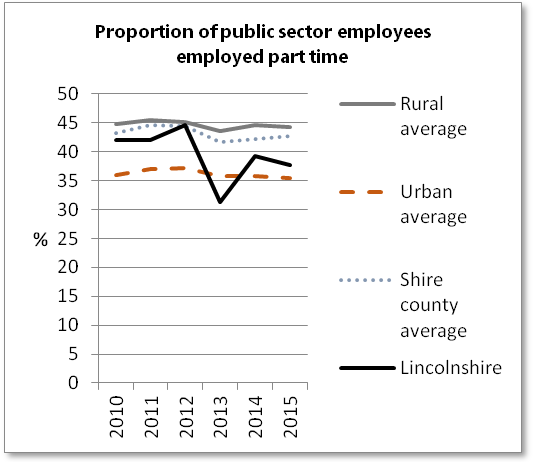 Proportion of public sector employees
employed part time
50
45
40
35
30
25
20
15
10
5
0
%
2010
2011
2012
2013
2014
2015
Rural
average
Urban
average
Shire
county
average
Lincolnshire